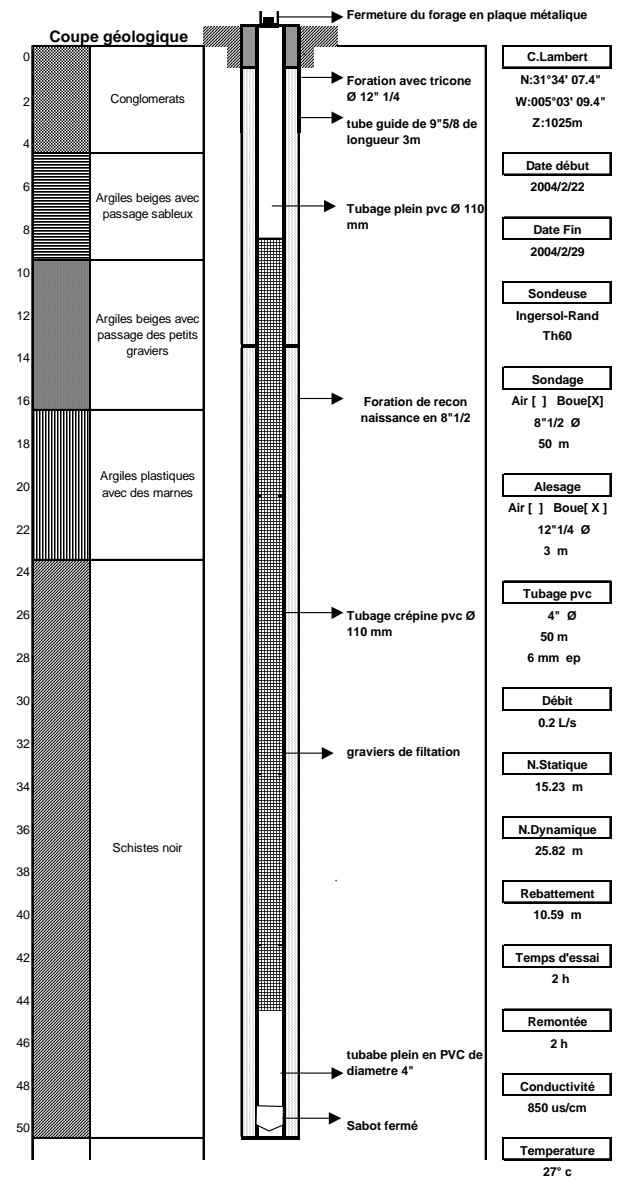 Fermeture du forage en plaque métalique
Coupe géologique
0
2
4
6
8
10
12
14
16
18
20
22
24
26
28
30
32
34
36
38
40
42
44
46
48
50
Conglomerats
Argiles beiges avec
passage sableux
Argiles beiges avec
passage des petits
graviers
Argiles plastiques
avec des marnes
Schistes noir
Foration avec tricone
Ø 12" 1/4
tube guide de 9"5/8 de
longueur 3m
Tubage plein pvc Ø 110
mm
Foration de recon
naissance en 8"1/2
Tubage crépine pvc Ø
110 mm
graviers de filtation
tubabe plein en PVC de
diametre 4"
Sabot fermé
C.Lambert
N:31°34' 07.4"
W:005°03' 09.4"
Z:1025m
Date début
2004/2/22
Date Fin
2004/2/29
Sondeuse
Ingersol-Rand
Th60
Sondage
Air [ ] Boue[X]
8"1/2 Ø
50 m
Alesage
Air [ ] Boue[ X ]
12"1/4 Ø
3 m
Tubage pvc
4" Ø
50 m
6 mm ep
Débit
0.2 L/s
N.Statique
15.23 m
N.Dynamique
25.82 m
Rebattement
10.59 m
Temps d'essai
2 h
Remontée
2 h
Conductivité
850 us/cm
Temperature
27° c